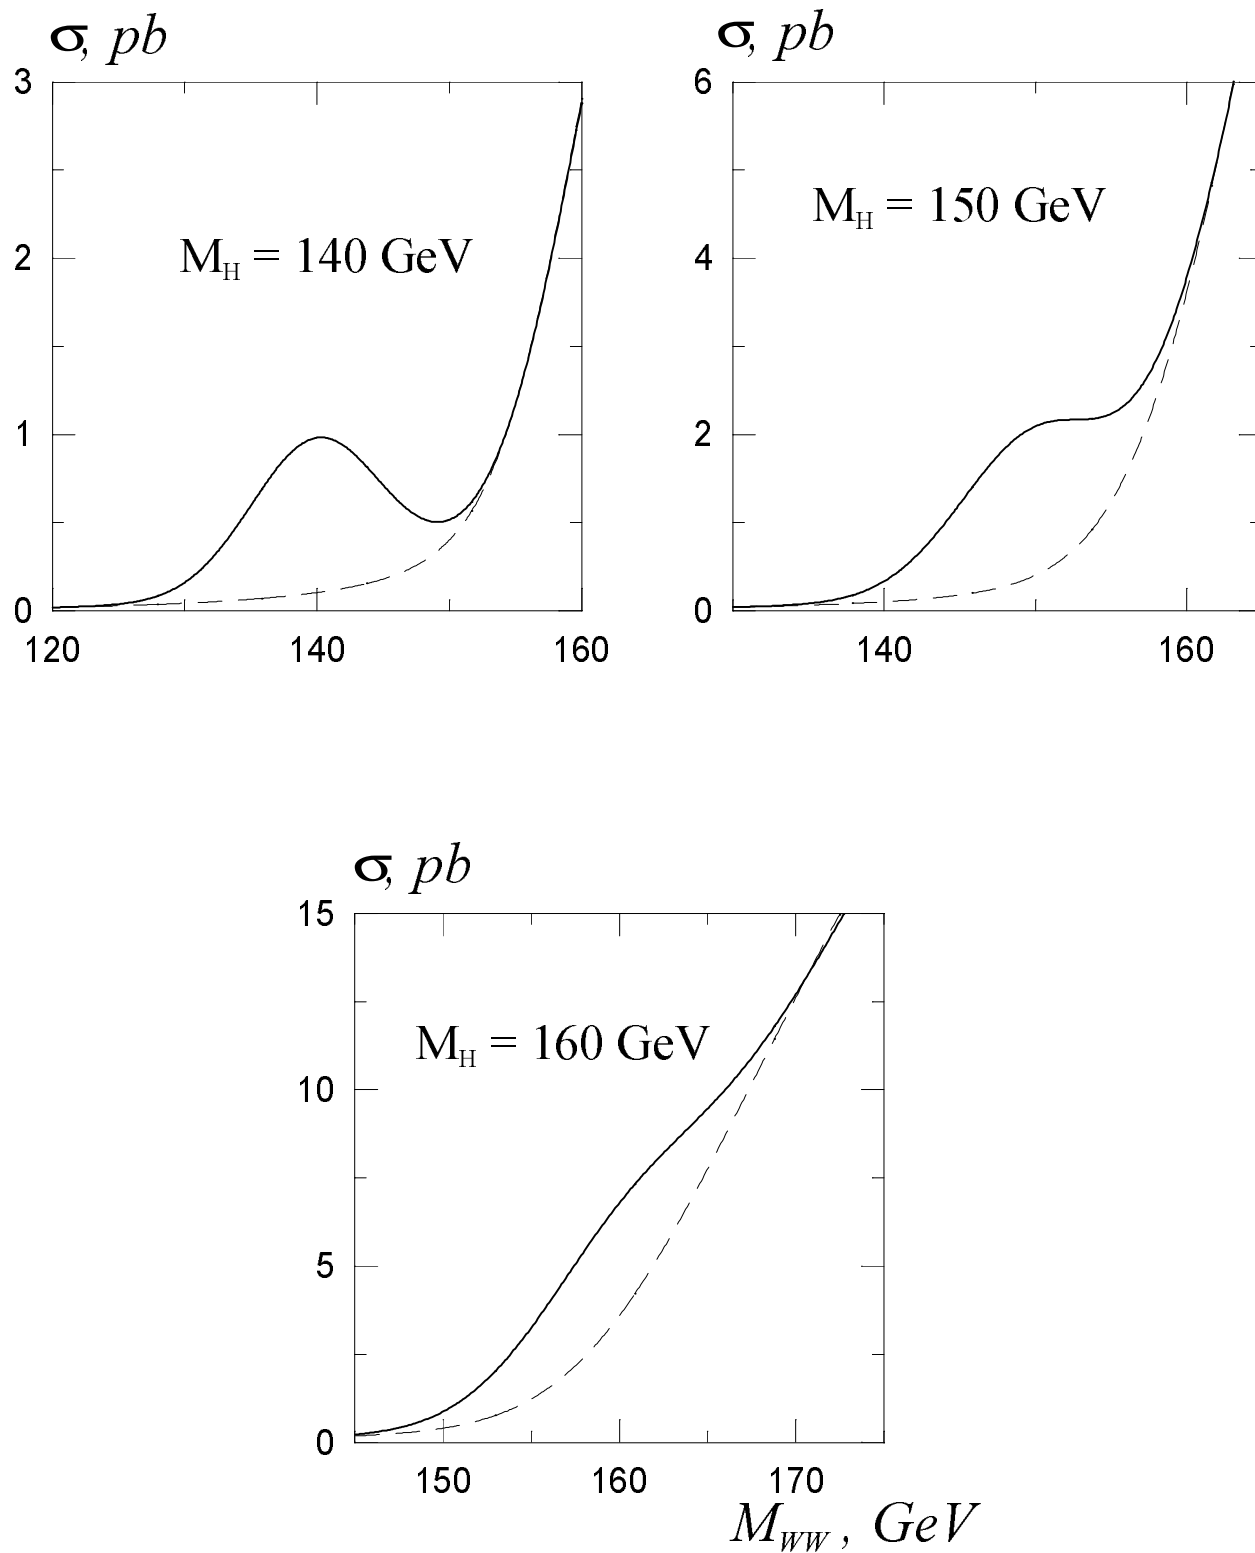 σ, pb
3
2
1
0
120 140 160
M_H = 140 GeV
σ, pb
6
4
2
0
140 160
M_H = 150 GeV
σ, pb
15
10
5
0
150 160 170
M_H = 160 GeV
M_WW , GeV